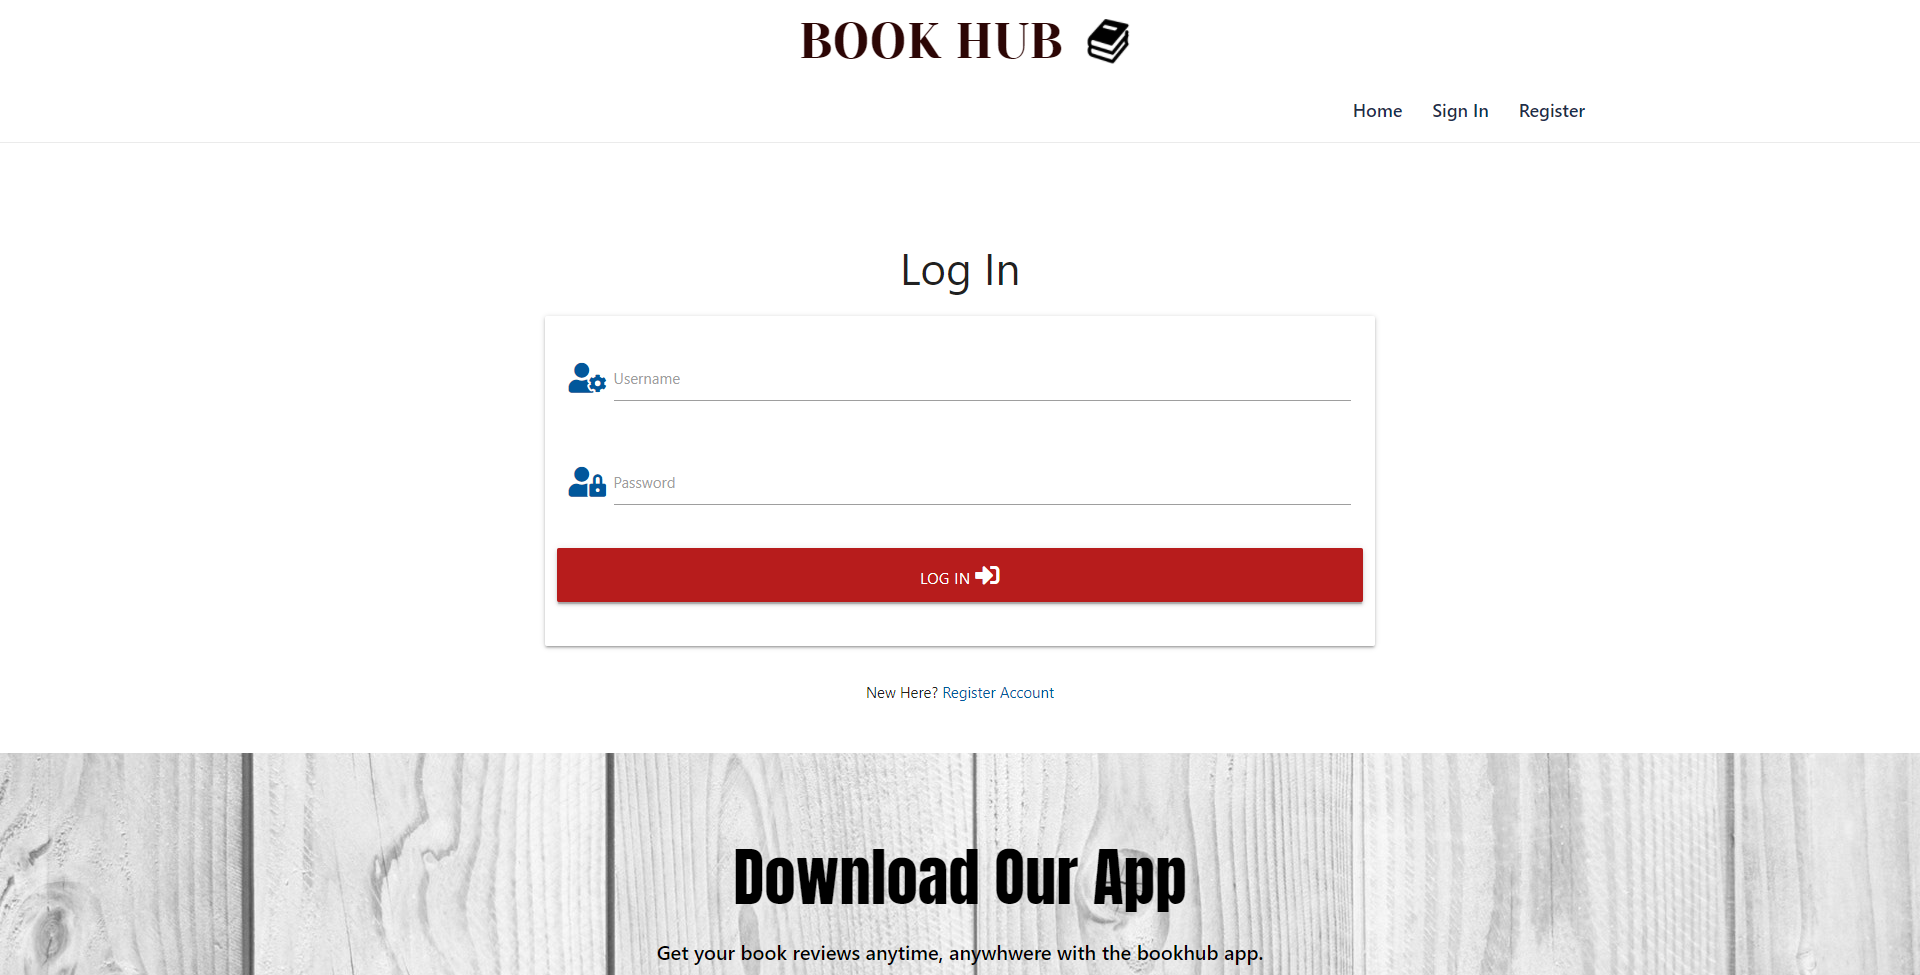 BOOK HUB
Home Sign In Register
Log In
Username
Password
LOG IN
New Here? Register Account
Download Our App
Get your book reviews anytime, anywhwere with the bookhub app.